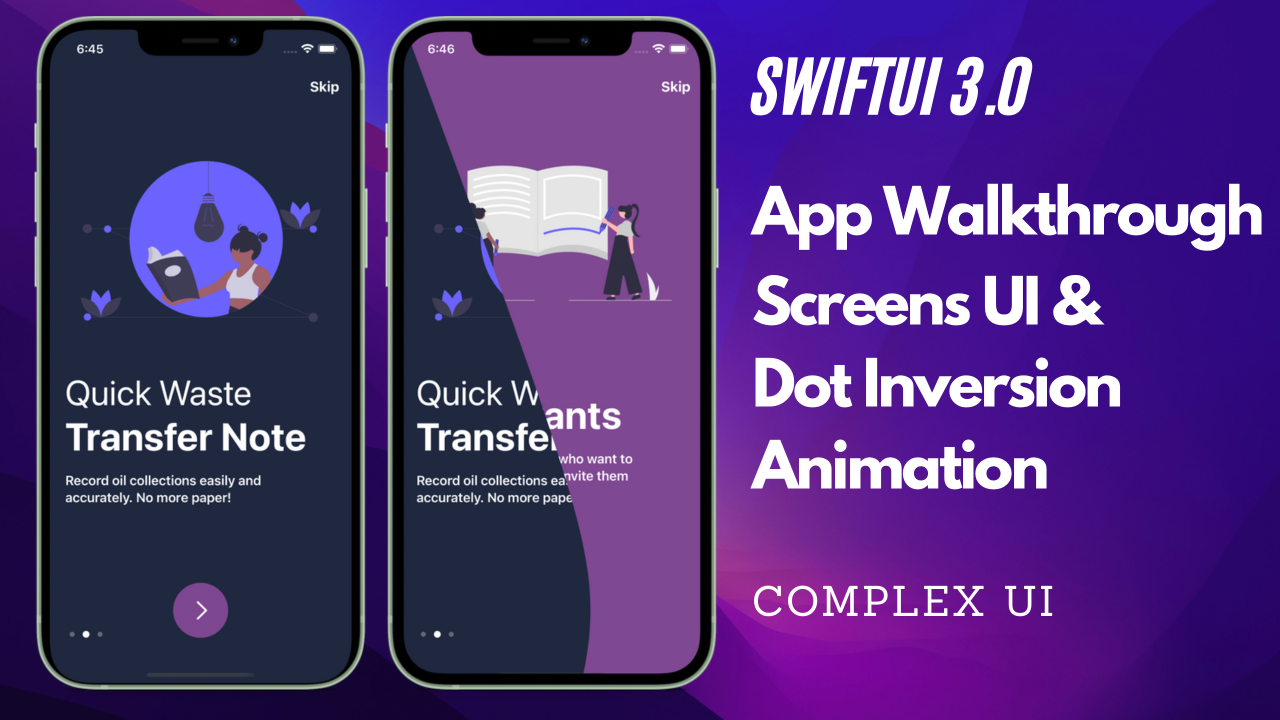 6:45
Skip
Quick Waste
Transfer Note
Record oil collections easily and
accurately. No more paper!
6:46
Skip
Quick W
ants
Transfer
who want to
Record oil collections ea
nvite them
accurately. No more pape
SWIFTUI 3.0
App Walkthrough
Screens UI &
Dot Inversion
Animation
COMPLEX UI